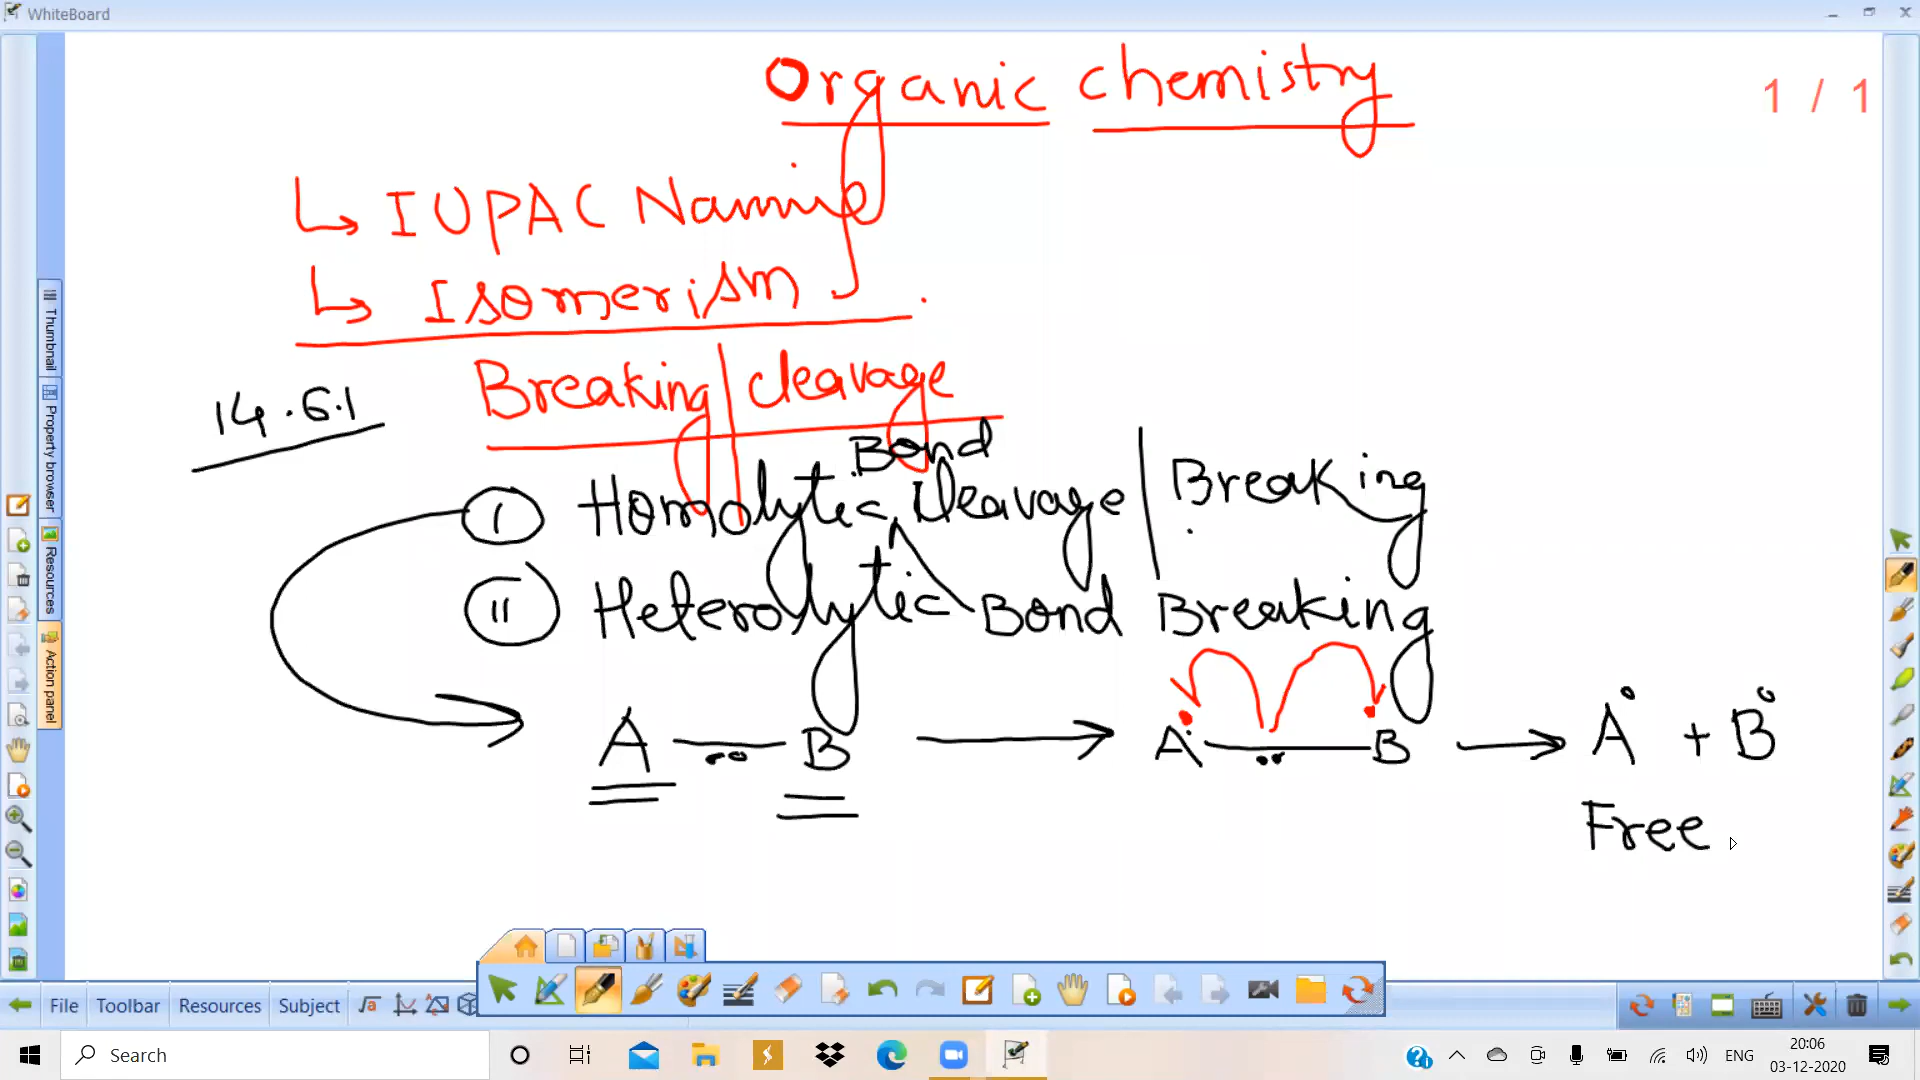 WhiteBoard
Organic chemistry
1 / 1
↳ IUPAC Naming
↳ Isomerism
Breaking | cleavage
14.6.1
Bond
I Homolytic Cleavage | Breaking
II Heterolytic Bond Breaking
A — B → A — B → A° + B°
Free
Thumbnail
Property browser
Resources
Action panel
File Toolbar Resources Subject
Search
ENG
20:06
03-12-2020